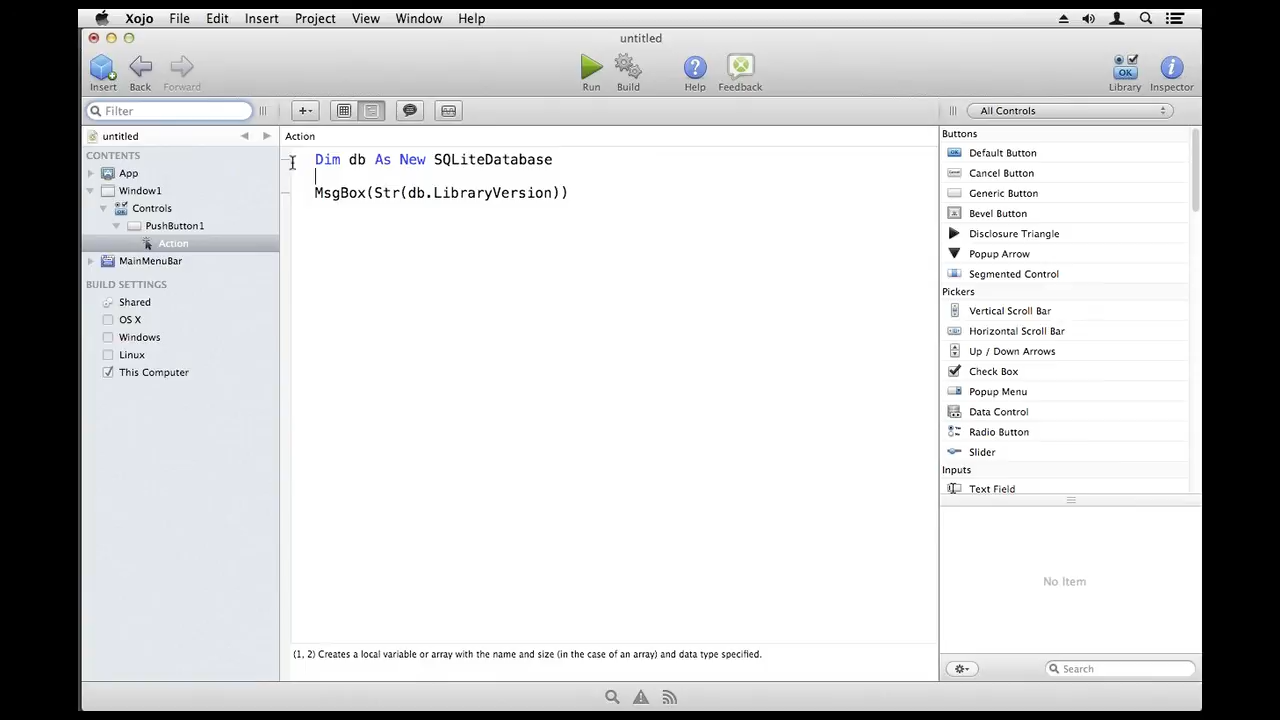 Xojo File Edit Insert Project View Window Help
untitled
Insert Back Forward Run Build Help Feedback Library Inspector
Filter
All Controls
untitled
Action
CONTENTS
App
Window1
Controls
PushButton1
Action
MainMenuBar
BUILD SETTINGS
Shared
OS X
Windows
Linux
This Computer
Dim db As New SQLiteDatabase
MsgBox(Str(db.LibraryVersion))
(1, 2) Creates a local variable or array with the name and size (in the case of an array) and data type specified.
Buttons
OK Default Button
Cancel Cancel Button
Generic Button
Bevel Button
Disclosure Triangle
Popup Arrow
Segmented Control
Pickers
Vertical Scroll Bar
Horizontal Scroll Bar
Up / Down Arrows
Check Box
Popup Menu
Data Control
Radio Button
Slider
Inputs
Text Field
No Item
Search